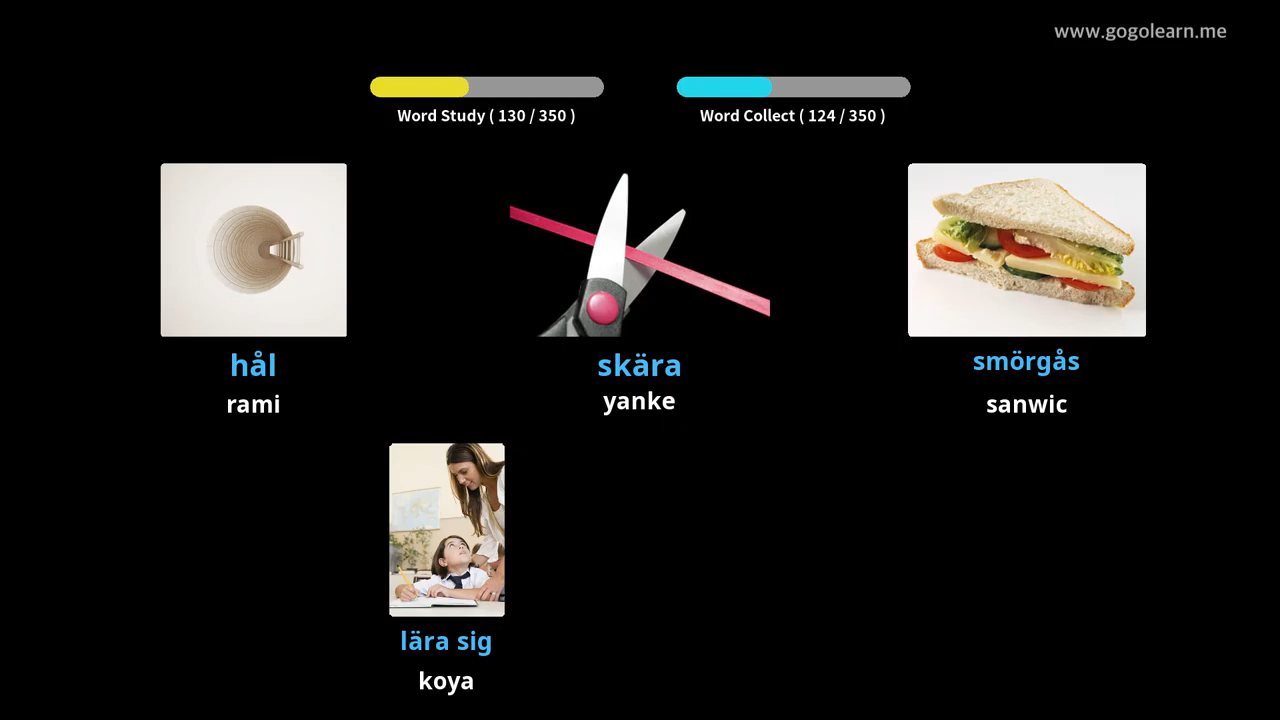 www.gogolearn.me
Word Study ( 130 / 350 )
Word Collect ( 124 / 350 )
hål
skära
smörgås
rami
yanke
sanwic
lära sig
koya